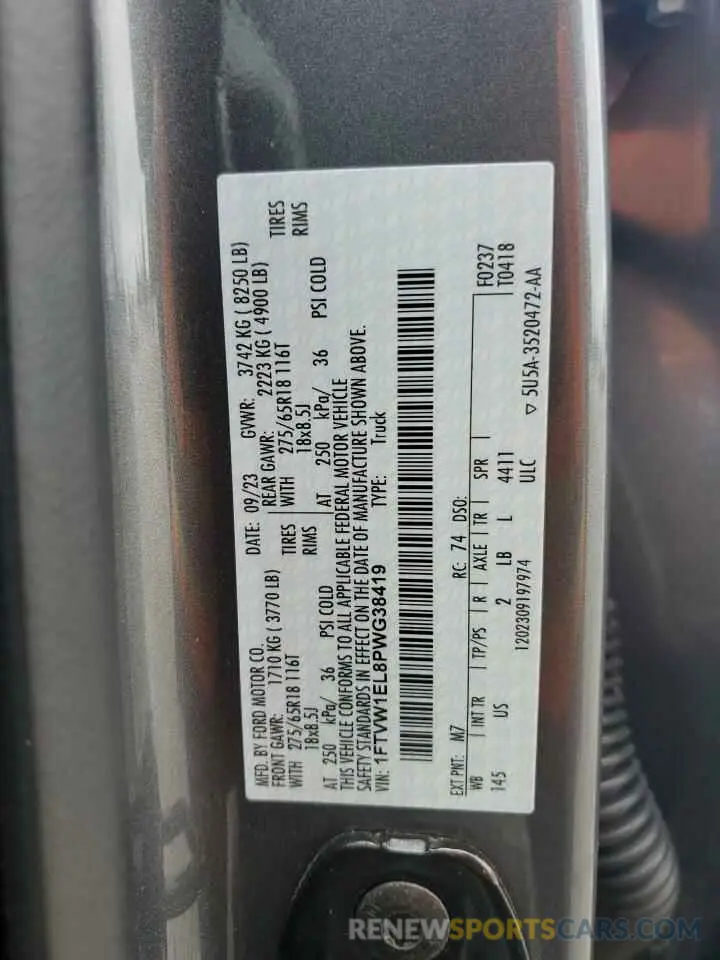 MFD. BY FORD MOTOR CO.
DATE: 09/23 GVWR: 3742 KG ( 8250 LB)
FRONT GAWR: 1710 KG ( 3770 LB) REAR GAWR: 2223 KG ( 4900 LB)
WITH 275/65R18 116T TIRES WITH 275/65R18 116T TIRES
18x8.5J RIMS 18x8.5J RIMS
AT 250 kPa/ 36 PSI COLD AT 250 kPa/ 36 PSI COLD
THIS VEHICLE CONFORMS TO ALL APPLICABLE FEDERAL MOTOR VEHICLE
SAFETY STANDARDS IN EFFECT ON THE DATE OF MANUFACTURE SHOWN ABOVE.
VIN: 1FTVW1EL8PWG38419 TYPE: Truck
EXT PNT: M7 RC: 74 DSO: F0237
WB INT TR TP/PS R AXLE TR SPR T0418
145 US 2 LB L 4411
ULC
1202309197974 ▽ 5U5A-3520472-AA
RENEWSPORTSCARS.COM